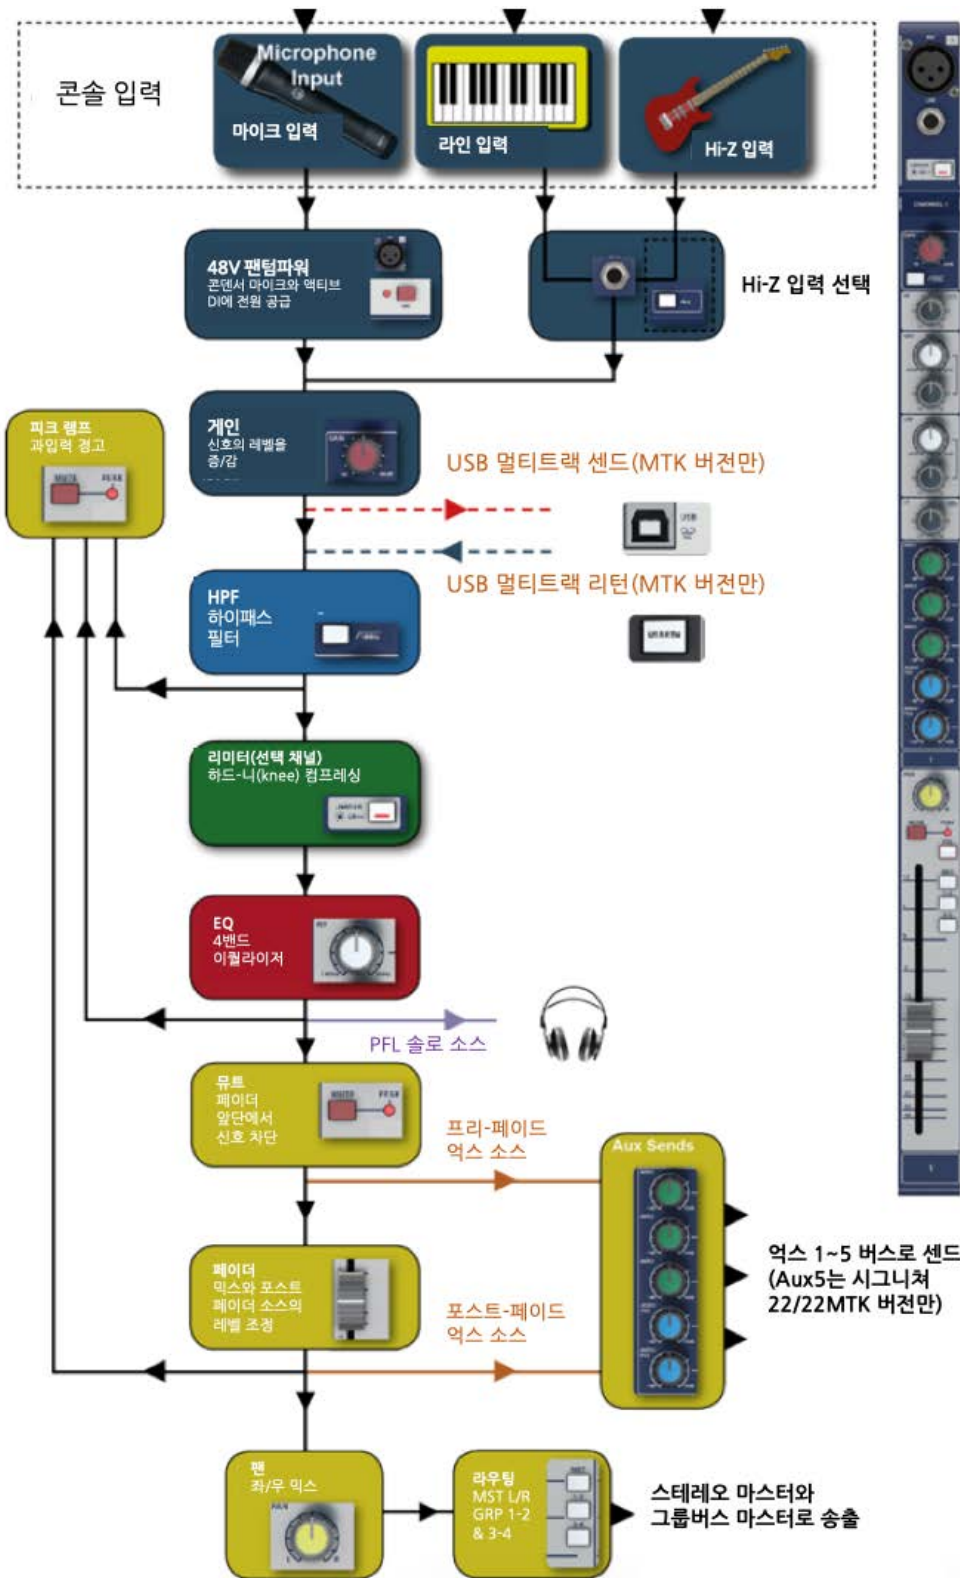 콘솔 입력
Microphone
Input
마이크 입력
라인 입력
Hi-Z 입력
48V 팬텀파워
콘덴서 마이크와 액티브
DI에 전원 공급
Hi-Z 입력 선택
피크 램프
과입력 경고
MUTE PEAK
게인
신호의 레벨을
증/감
GAIN
USB 멀티트랙 센드(MTK 버전만)
USB
USB 멀티트랙 리턴(MTK 버전만)
HPF
하이패스
필터
리미터(선택 채널)
하드-니(knee) 컴프레싱
EQ
4밴드
이퀄라이저
PFL 솔로 소스
뮤트
페이더
앞단에서
신호 차단
MUTE PEAK
프리-페이드
억스 소스
Aux Sends
페이더
믹스와 포스트
페이더 소스의
레벨 조정
포스트-페이드
억스 소스
억스 1~5 버스로 센드
(Aux5는 시그니쳐
22/22MTK 버전만)
팬
좌/우 믹스
PAN
L R
라우팅
MST L/R
GRP 1-2
& 3-4
스테레오 마스터와
그룹버스 마스터로 송출